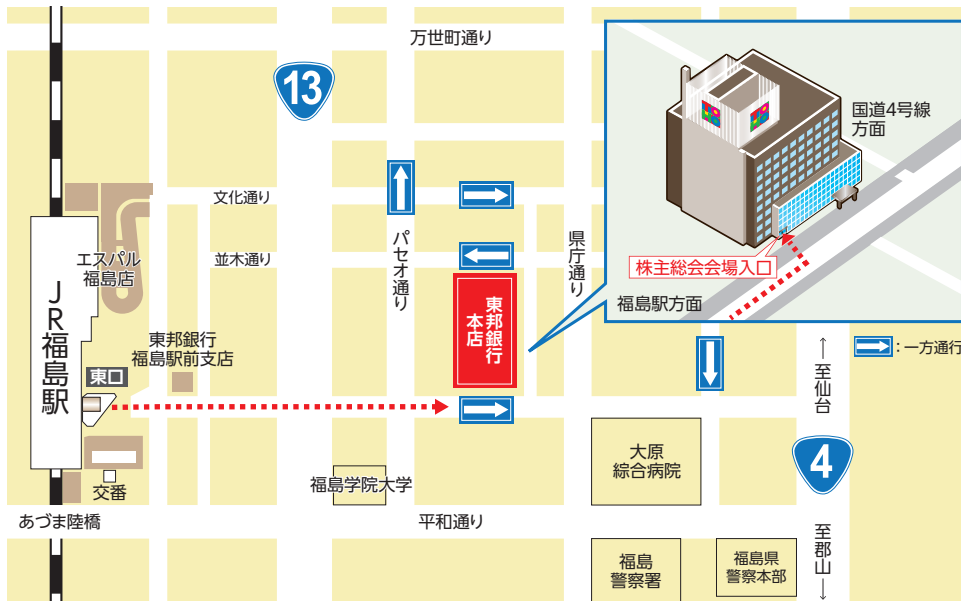 万世町通り
13
国道4号線
方面
文化通り
パセオ通り
県庁通り
エスパル
福島店
並木通り
株主総会会場入口
福島駅方面
JR福島駅
東邦銀行
本店
東邦銀行
福島駅前支店
:一方通行
東口
至仙台
大原
綜合病院
4
交番
福島学院大学
あづま陸橋
平和通り
至郡山
福島
警察署
福島県
警察本部